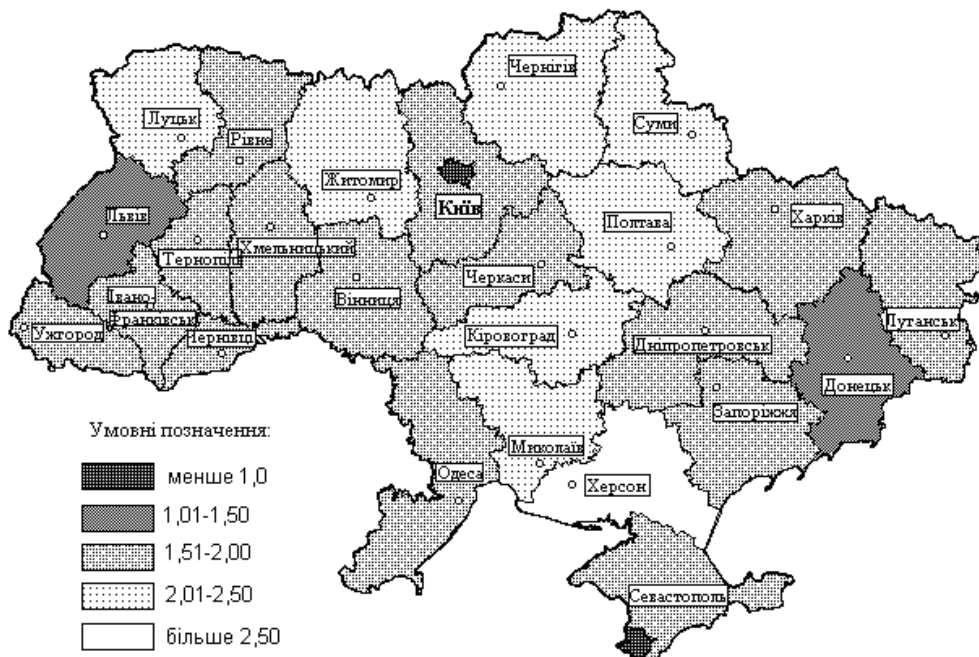 Чернігів
Луцьк
Суми
Рівне
Житомир
Київ
Львів
Полтава
Харків
Хмельницький
Тернопіль
Черкаси
Вінниця
Івано-
Франківськ
Ужгород
Чернівці
Кіровоград
Дніпропетровськ
Луганськ
Донецьк
Запоріжжя
Миколаїв
Одеса
Херсон
Севастополь
Умовні позначення:
менше 1,0
1,01-1,50
1,51-2,00
2,01-2,50
більше 2,50